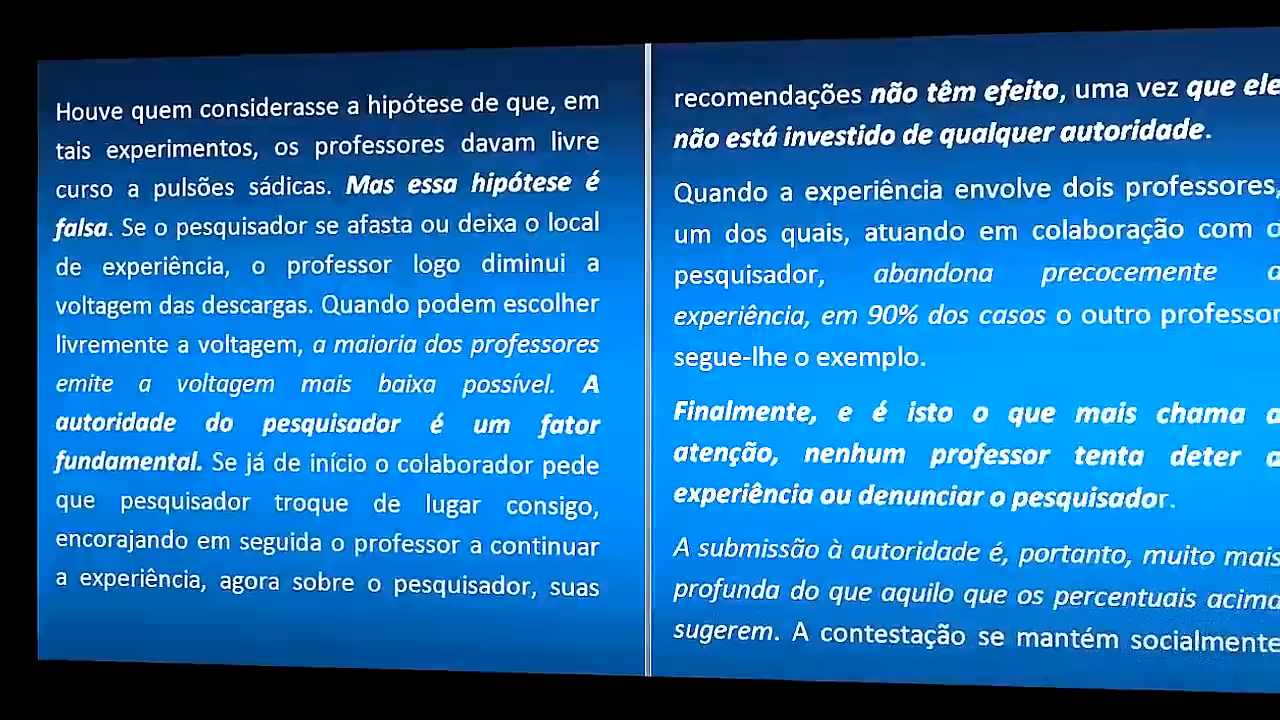 Houve quem considerasse a hipótese de que, em
tais experimentos, os professores davam livre
curso a pulsões sádicas. Mas essa hipótese é
falsa. Se o pesquisador se afasta ou deixa o local
de experiência, o professor logo diminui a
voltagem das descargas. Quando podem escolher
livremente a voltagem, a maioria dos professores
emite a voltagem mais baixa possível. A
autoridade do pesquisador é um fator
fundamental. Se já de início o colaborador pede
que pesquisador troque de lugar consigo,
encorajando em seguida o professor a continuar
a experiência, agora sobre o pesquisador, suas
recomendações não têm efeito, uma vez que ele
não está investido de qualquer autoridade.
Quando a experiência envolve dois professores,
um dos quais, atuando em colaboração com o
pesquisador, abandona precocemente a
experiência, em 90% dos casos o outro professor
segue-lhe o exemplo.
Finalmente, e é isto o que mais chama a
atenção, nenhum professor tenta deter a
experiência ou denunciar o pesquisador.
A submissão à autoridade é, portanto, muito mais
profunda do que aquilo que os percentuais acima
sugerem. A contestação se mantém socialmente